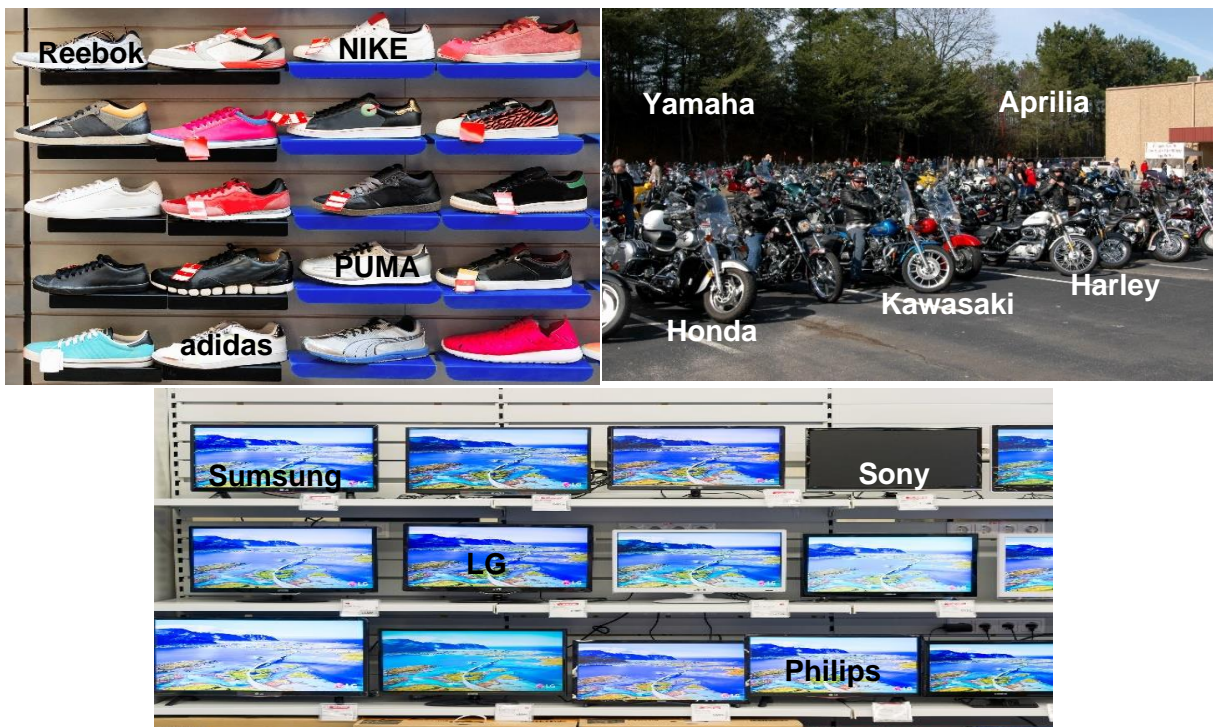 Reebok
NIKE
PUMA
adidas
Yamaha
Aprilia
Honda
Kawasaki
Harley
Sumsung
Sony
LG
Philips